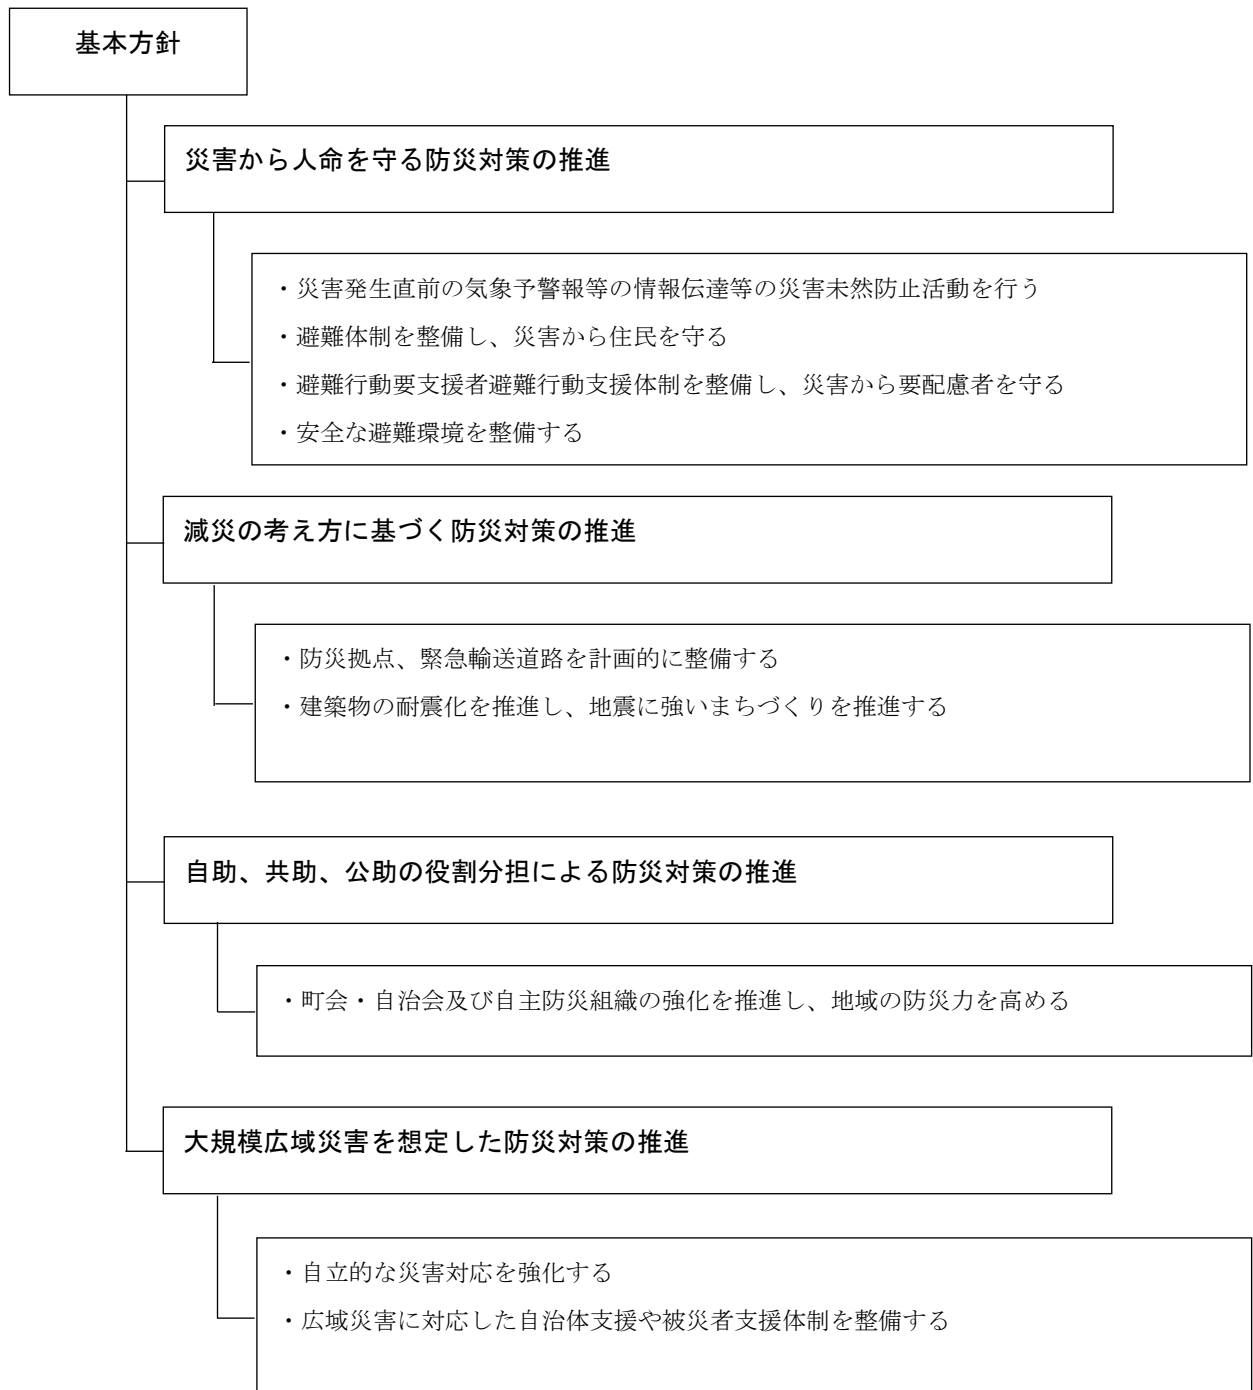 基本方針
災害から人命を守る防災対策の推進
・災害発生直前の気象予警報等の情報伝達等の災害未然防止活動を行う
・避難体制を整備し、災害から住民を守る
・避難行動要支援者避難行動支援体制を整備し、災害から要配慮者を守る
・安全な避難環境を整備する
減災の考え方に基づく防災対策の推進
・防災拠点、緊急輸送道路を計画的に整備する
・建築物の耐震化を推進し、地震に強いまちづくりを推進する
自助、共助、公助の役割分担による防災対策の推進
・町会・自治会及び自主防災組織の強化を推進し、地域の防災力を高める
大規模広域災害を想定した防災対策の推進
・自立的な災害対応を強化する
・広域災害に対応した自治体支援や被災者支援体制を整備する